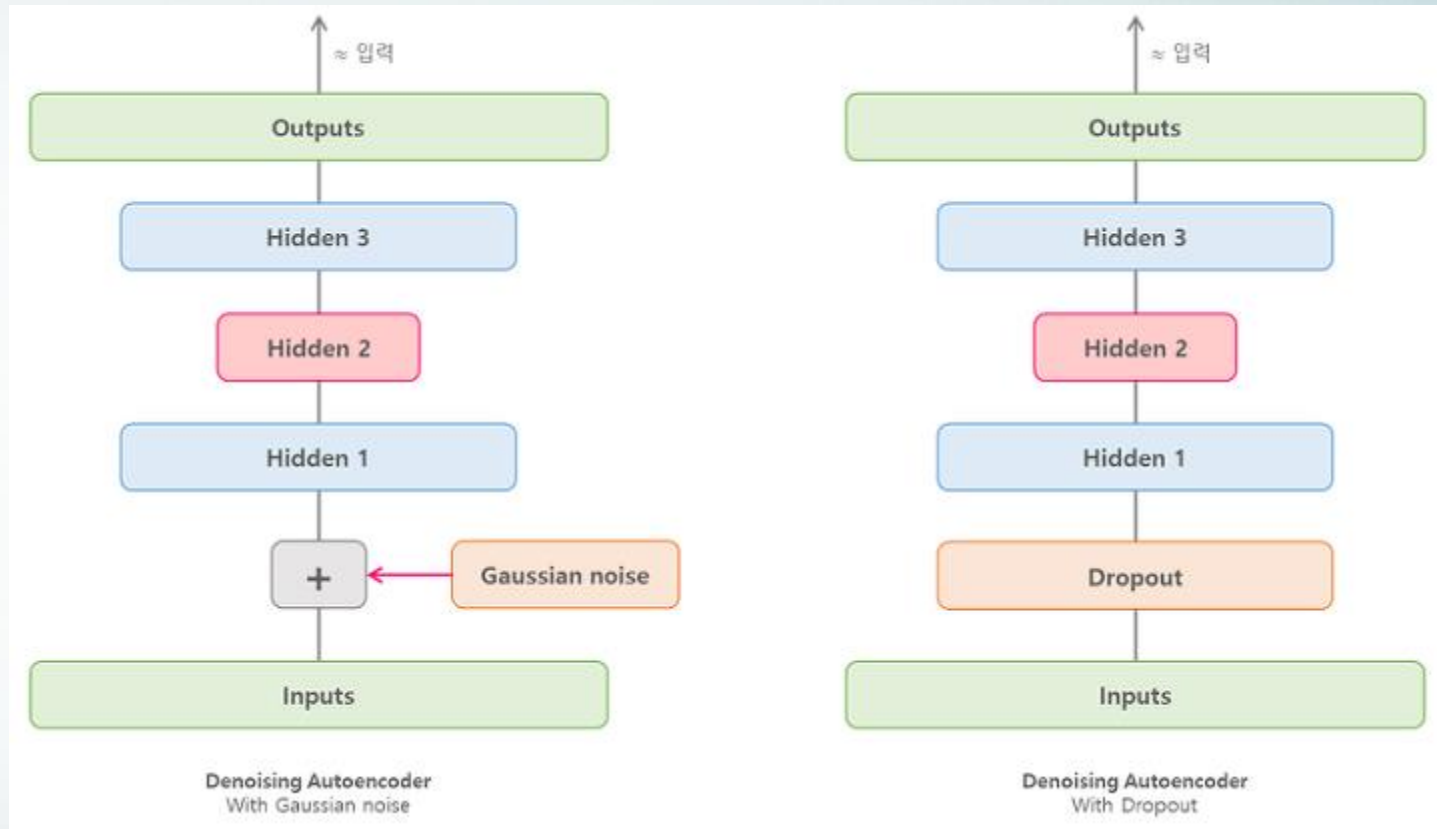 ≈ 입력
Outputs
Hidden 3
Hidden 2
Hidden 1
+
Gaussian noise
Inputs
Denoising Autoencoder
With Gaussian noise
≈ 입력
Outputs
Hidden 3
Hidden 2
Hidden 1
Dropout
Inputs
Denoising Autoencoder
With Dropout